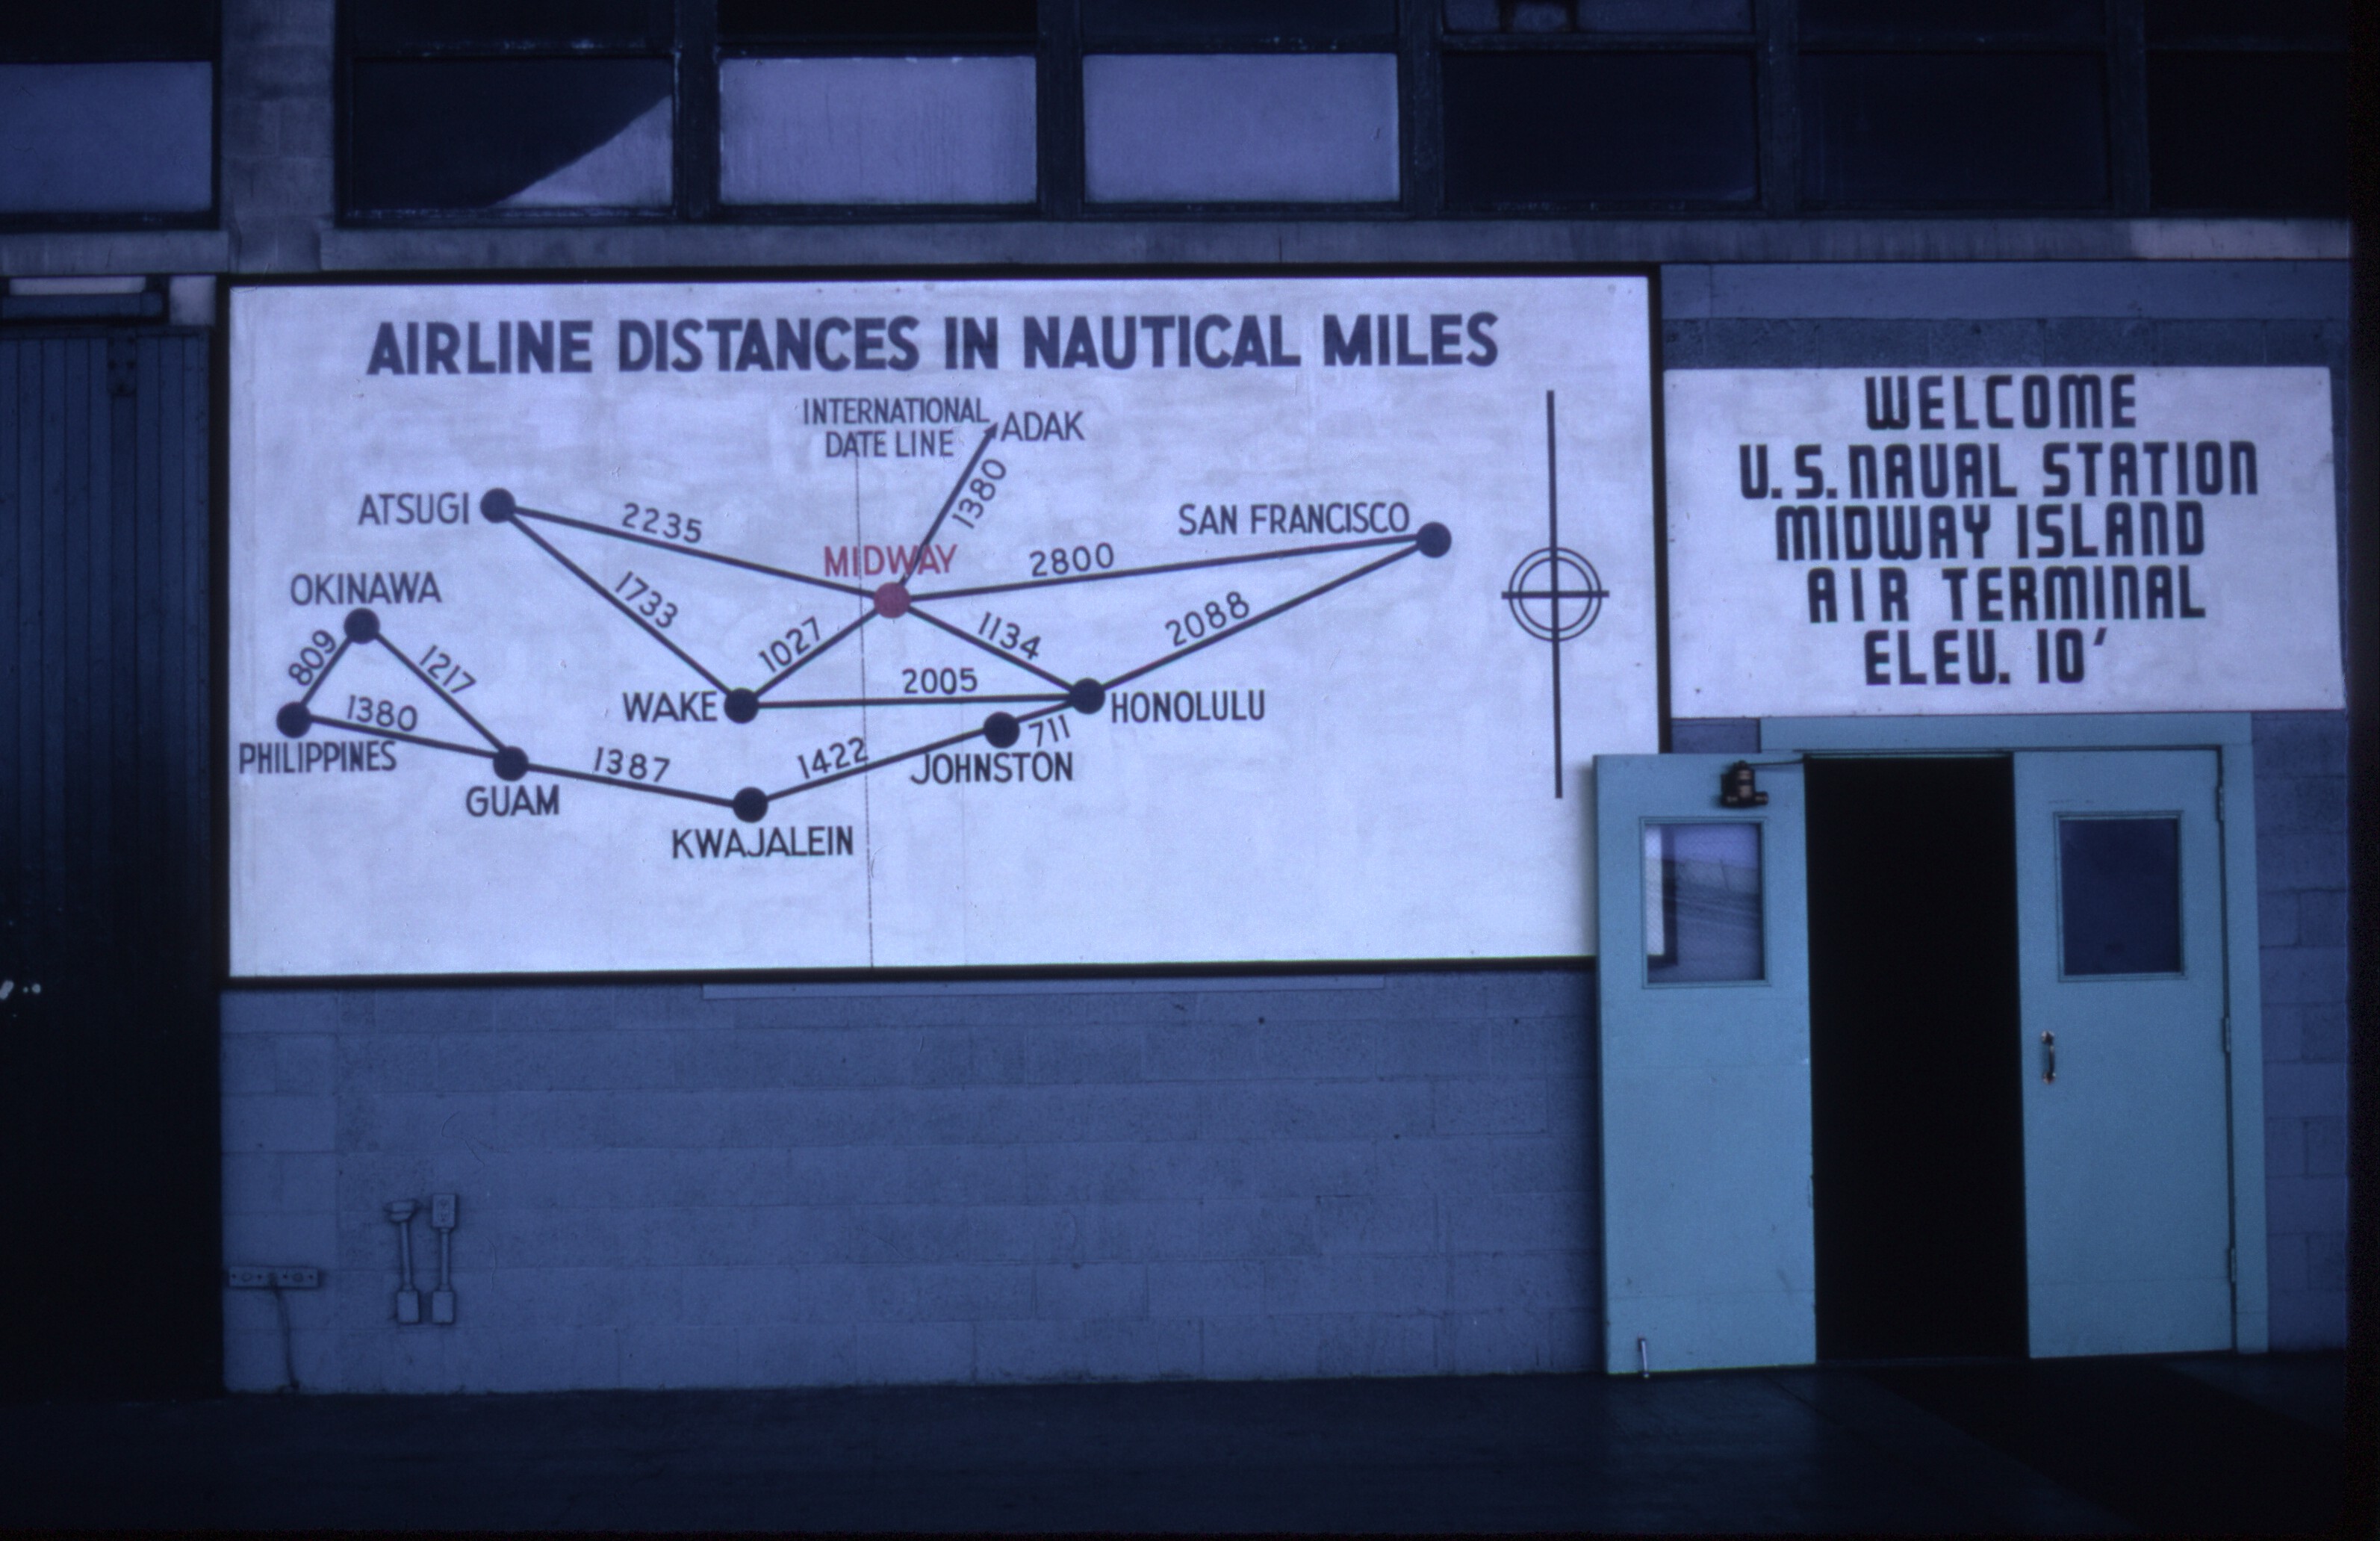 AIRLINE DISTANCES IN NAUTICAL MILES
INTERNATIONAL
DATE LINE
ADAK
1380
ATSUGI
2235
SAN FRANCISCO
MIDWAY
2800
OKINAWA
1733
1027
1134
2088
809
1217
1380
PHILIPPINES
WAKE
2005
HONOLULU
GUAM
1387
1422
711
JOHNSTON
KWAJALEIN
WELCOME
U.S. NAVAL STATION
MIDWAY ISLAND
AIR TERMINAL
ELEV. 10'